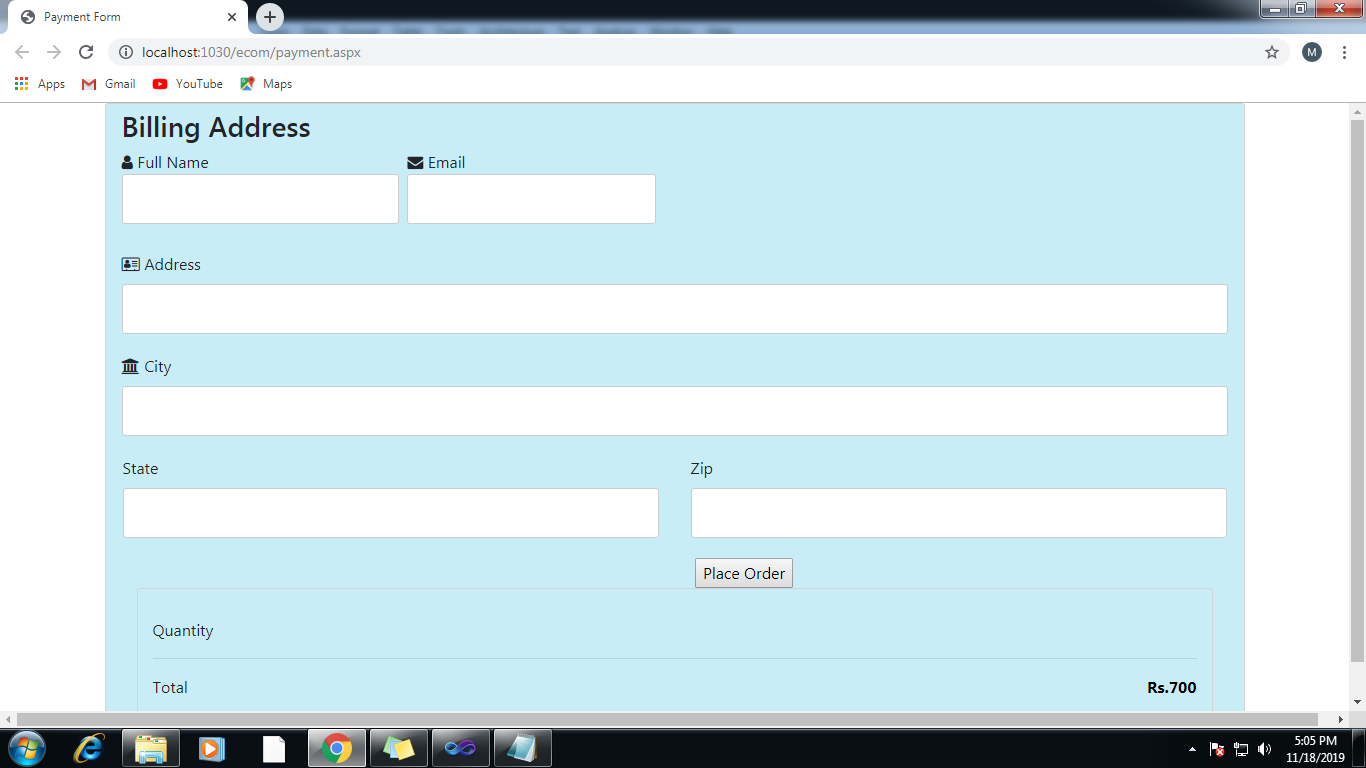 Payment Form
localhost:1030/ecom/payment.aspx
M
Apps Gmail YouTube Maps
Billing Address
Full Name Email
Address
City
State Zip
Place Order
Quantity
Total Rs.700
5:05 PM
11/18/2019